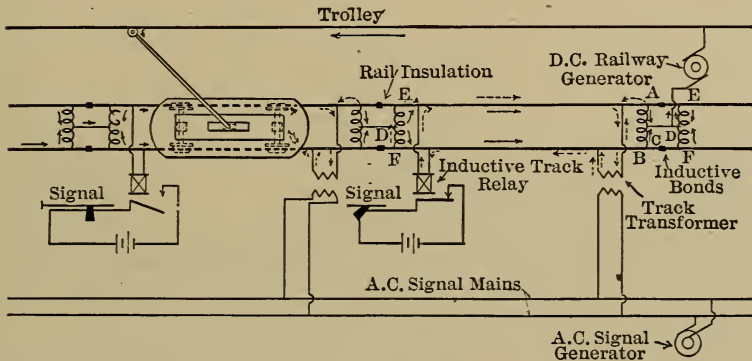 Trolley
D.C. Railway
Generator
Rail Insulation
E
A
E
D
C
D
F
B
F
Inductive Track
Relay
Inductive
Bonds
Signal
Signal
Track
Transformer
A.C. Signal Mains
A.C. Signal
Generator